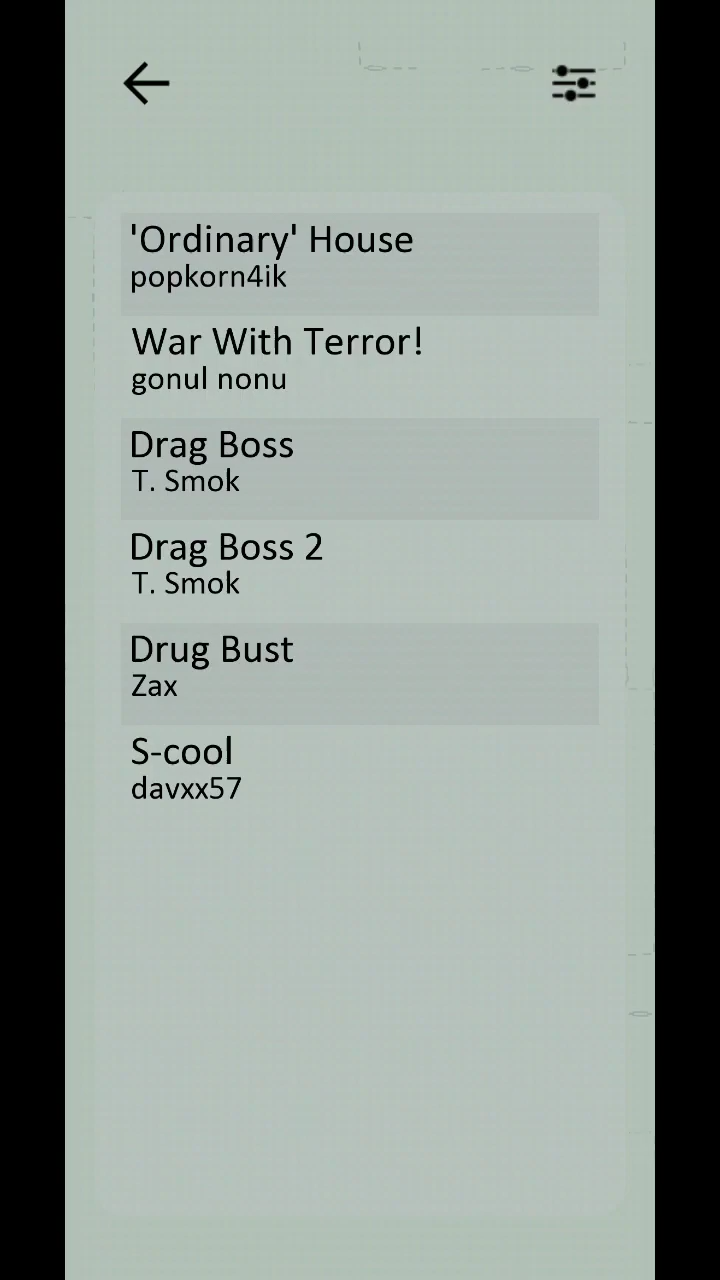 'Ordinary' House
popkorn4ik
War With Terror!
gonul nonu
Drag Boss
T. Smok
Drag Boss 2
T. Smok
Drug Bust
Zax
S-cool
davxx57